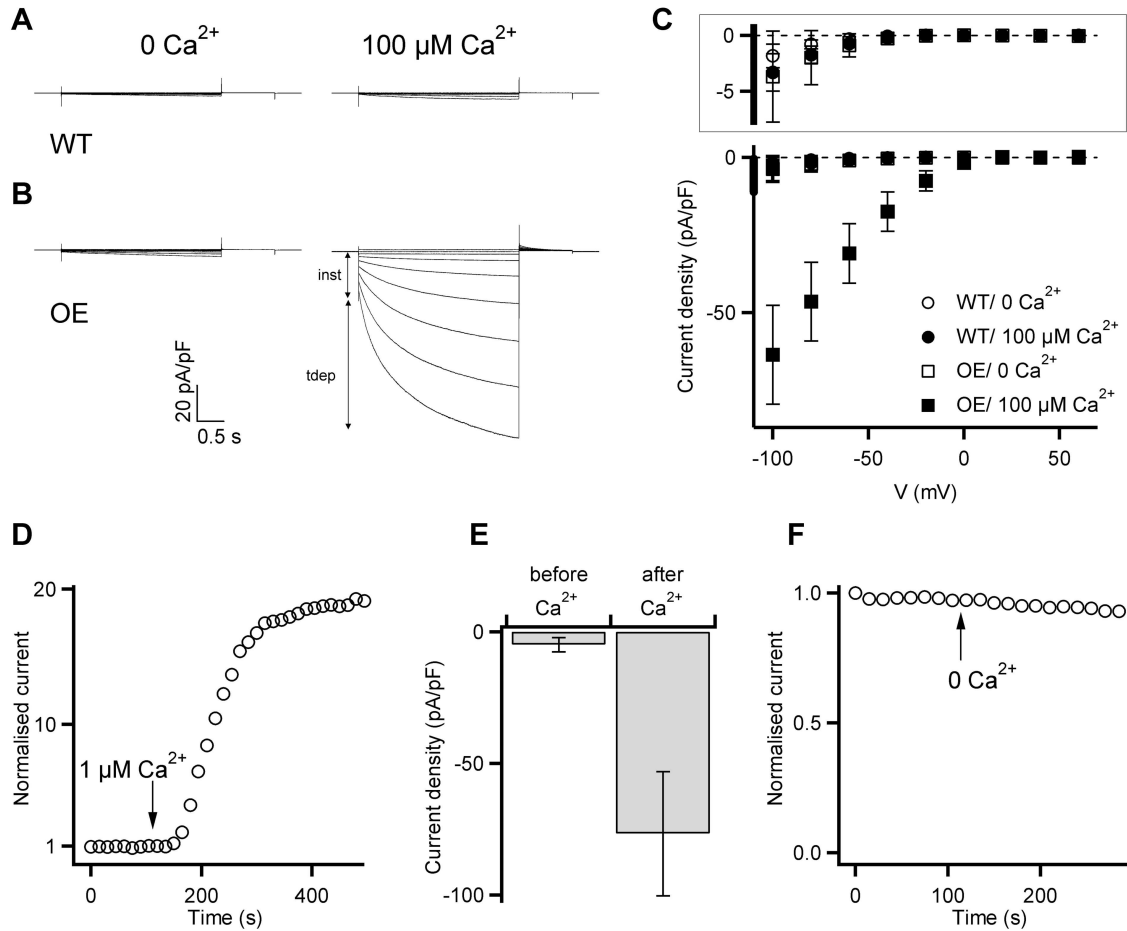 A
0 Ca²⁺
100 µM Ca²⁺
WT
B
OE
inst
tdep
20 pA/pF
0.5 s
C
0
-5
0
-50
Current density (pA/pF)
WT/ 0 Ca²⁺
WT/ 100 µM Ca²⁺
OE/ 0 Ca²⁺
OE/ 100 µM Ca²⁺
-100
-50
0
50
V (mV)
D
20
10
1
Normalised current
1 µM Ca²⁺
0
200
400
Time (s)
E
before
Ca²⁺
after
Ca²⁺
0
-50
-100
Current density (pA/pF)
F
1.0
0.5
0.0
Normalised current
0 Ca²⁺
0
100
200
Time (s)